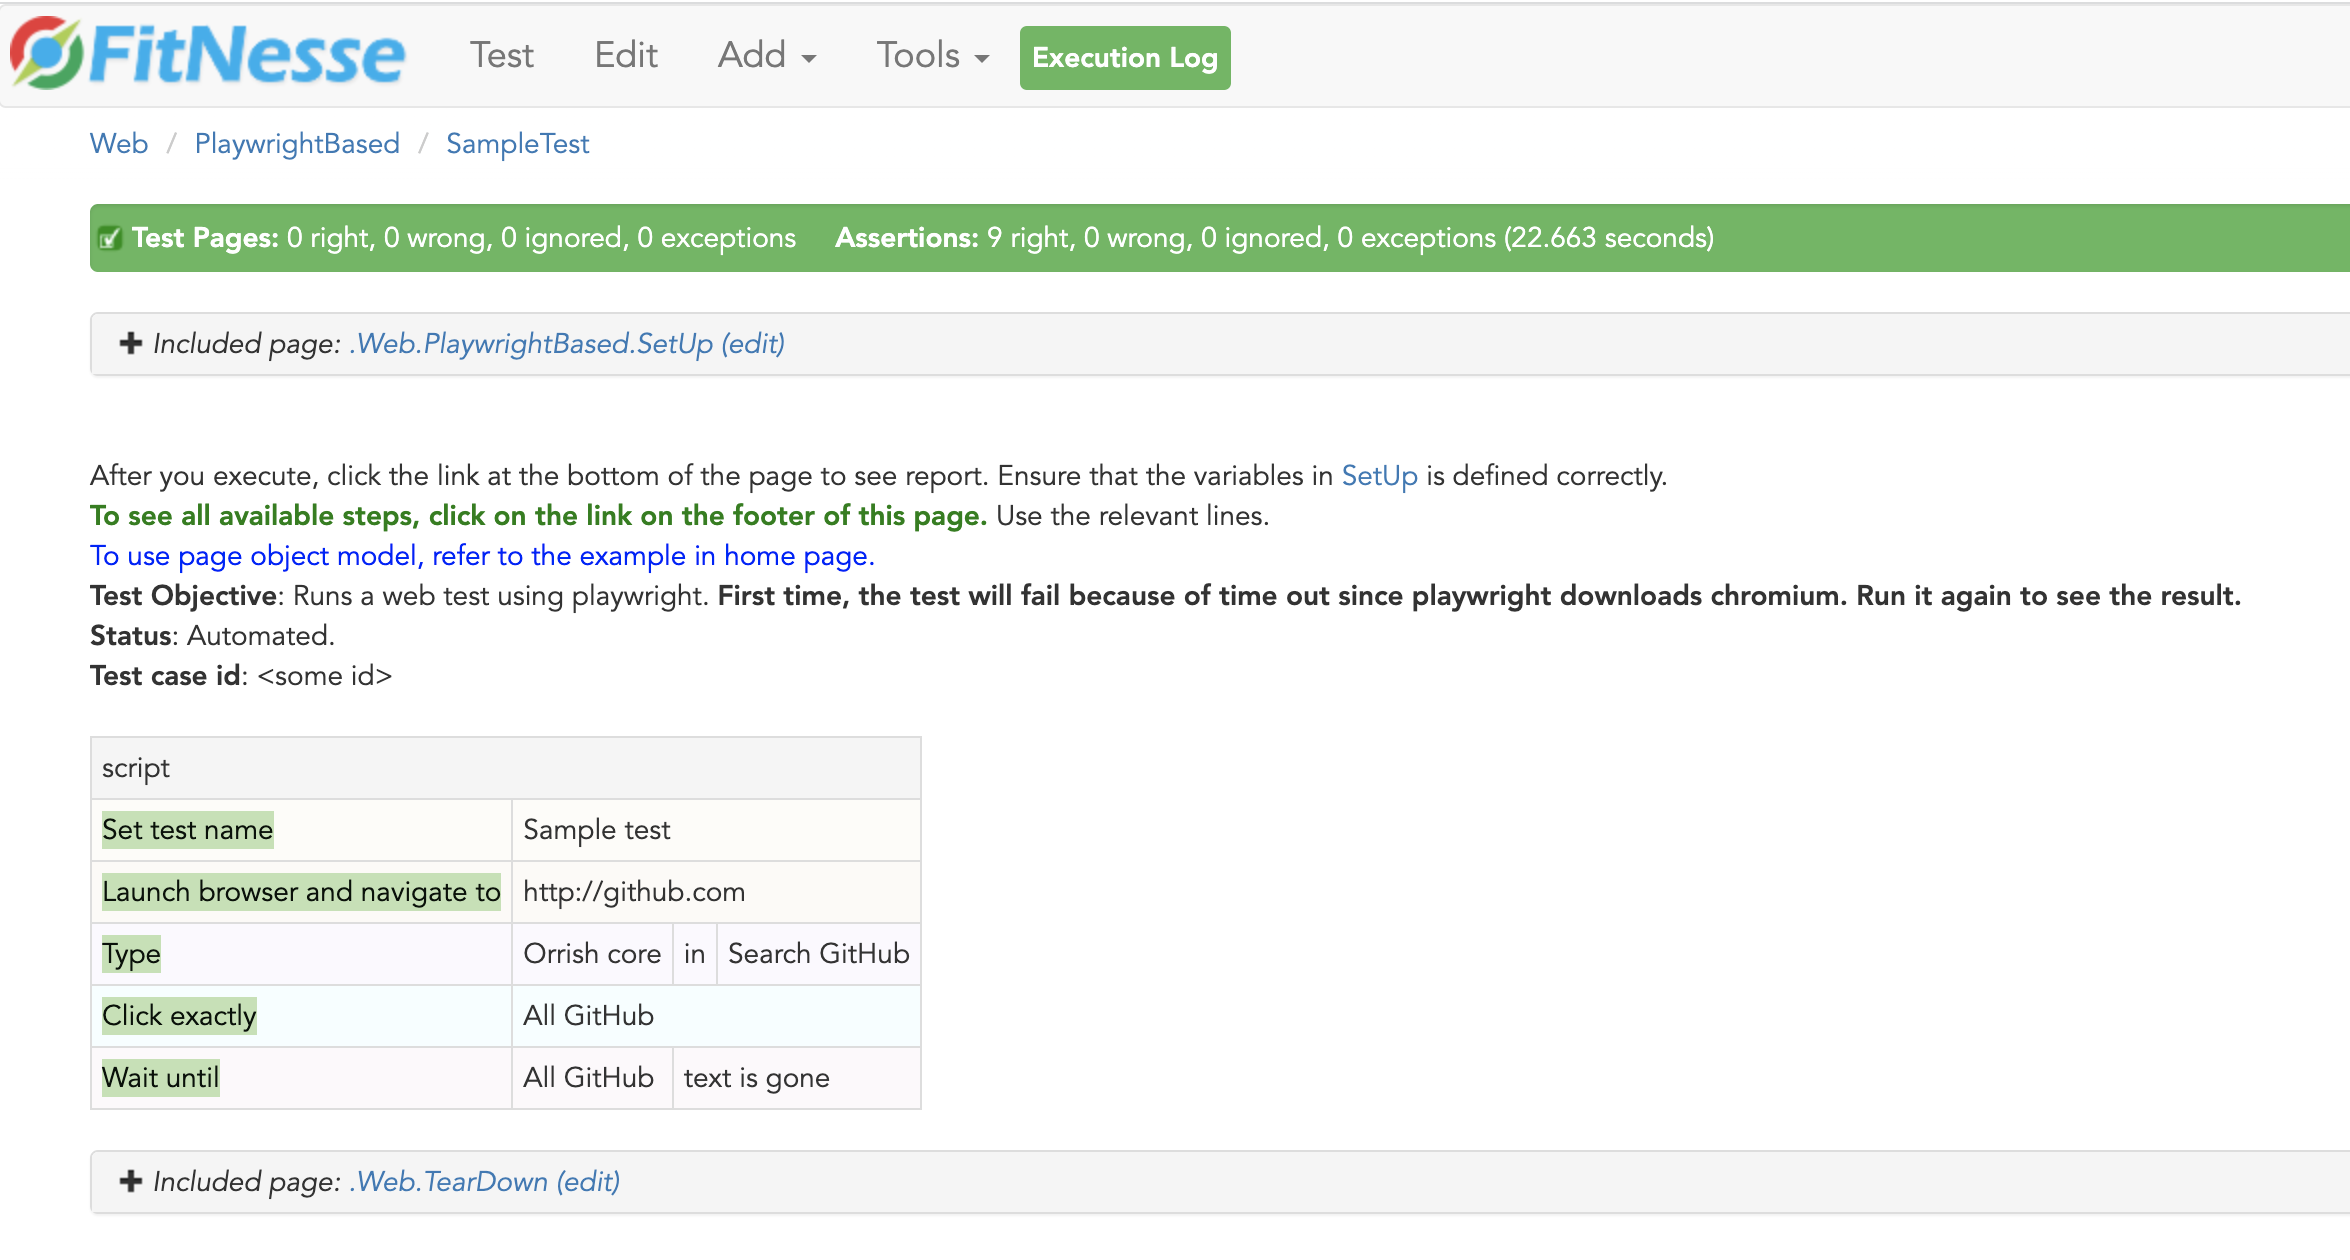 FitNesse Test Edit Add Tools Execution Log
Web / PlaywrightBased / SampleTest
Test Pages: 0 right, 0 wrong, 0 ignored, 0 exceptions Assertions: 9 right, 0 wrong, 0 ignored, 0 exceptions (22.663 seconds)
Included page: .Web.PlaywrightBased.SetUp (edit)
After you execute, click the link at the bottom of the page to see report. Ensure that the variables in SetUp is defined correctly.
To see all available steps, click on the link on the footer of this page. Use the relevant lines.
To use page object model, refer to the example in home page.
Test Objective: Runs a web test using playwright. First time, the test will fail because of time out since playwright downloads chromium. Run it again to see the result.
Status: Automated.
Test case id: <some id>
script
Set test name Sample test
Launch browser and navigate to http://github.com
Type Orrish core in Search GitHub
Click exactly All GitHub
Wait until All GitHub text is gone
Included page: .Web.TearDown (edit)